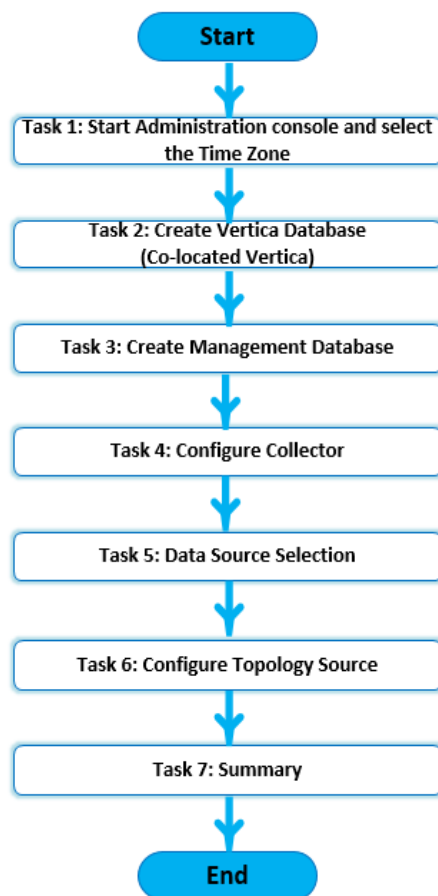 Start
Task 1: Start Administration console and select
the Time Zone
Task 2: Create Vertica Database
(Co-located Vertica)
Task 3: Create Management Database
Task 4: Configure Collector
Task 5: Data Source Selection
Task 6: Configure Topology Source
Task 7: Summary
End